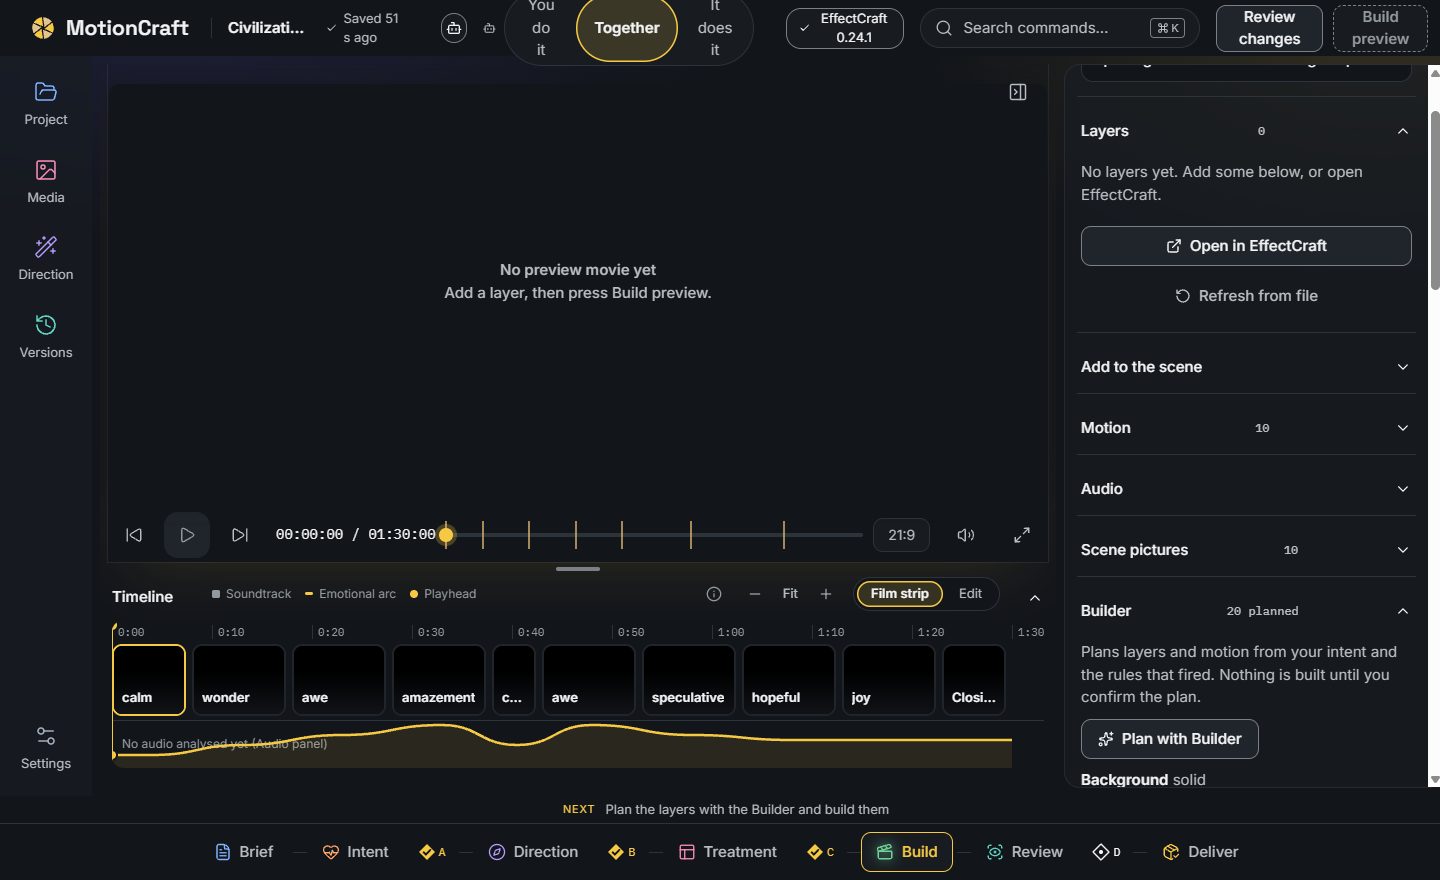 MotionCraft
Civilizati...
Saved 51
s ago
You
do
it
Together
It
does
it
EffectCraft
0.24.1
Search commands...
⌘ K
Review
changes
Build
preview
Project
Media
Direction
Versions
Settings
No preview movie yet
Add a layer, then press Build preview.
00:00:00 / 01:30:00
21:9
Layers 0
No layers yet. Add some below, or open
EffectCraft.
Open in EffectCraft
Refresh from file
Add to the scene
Motion 10
Audio
Scene pictures 10
Builder 20 planned
Plans layers and motion from your intent and
the rules that fired. Nothing is built until you
confirm the plan.
Plan with Builder
Background solid
Timeline
Soundtrack
Emotional arc
Playhead
Fit
Film strip
Edit
0:00 0:10 0:20 0:30 0:40 0:50 1:00 1:10 1:20 1:30
calm wonder awe amazement c... awe speculative hopeful joy Closi...
No audio analysed yet (Audio panel)
NEXT Plan the layers with the Builder and build them
Brief Intent A Direction B Treatment C Build Review D Deliver